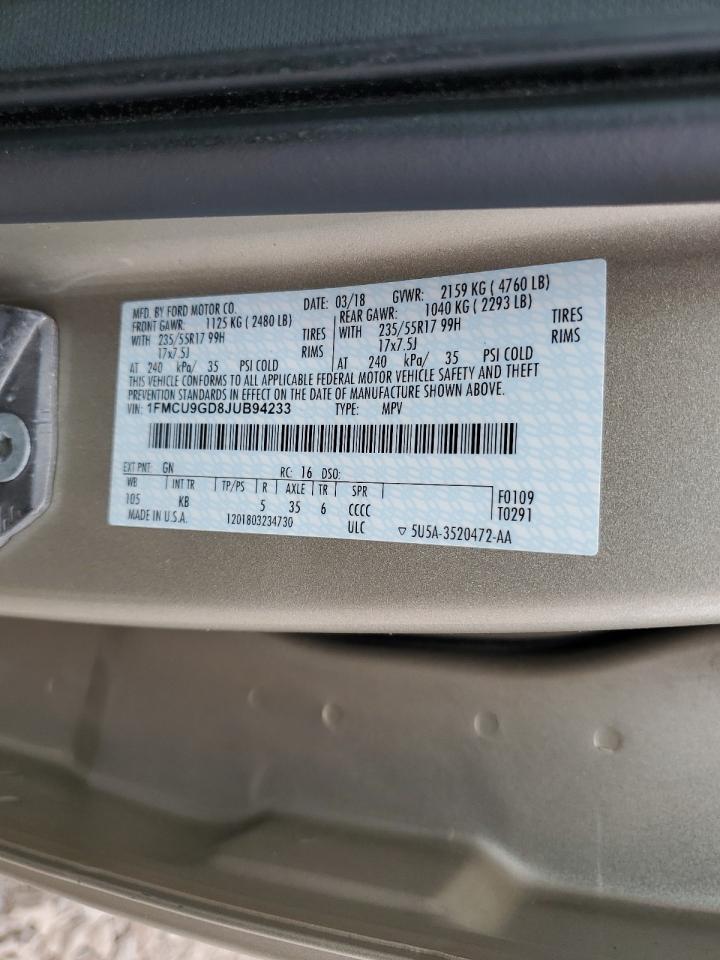 MFD. BY FORD MOTOR CO. DATE: 03/18 GVWR: 2159 KG ( 4760 LB)
FRONT GAWR: 1125 KG ( 2480 LB) REAR GAWR: 1040 KG ( 2293 LB)
WITH 235/55R17 99H TIRES WITH 235/55R17 99H TIRES
17x7.5J RIMS 17x7.5J RIMS
AT 240 kPa/ 35 PSI COLD AT 240 kPa/ 35 PSI COLD
THIS VEHICLE CONFORMS TO ALL APPLICABLE FEDERAL MOTOR VEHICLE SAFETY AND THEFT
PREVENTION STANDARDS IN EFFECT ON THE DATE OF MANUFACTURE SHOWN ABOVE.
VIN: 1FMCU9GD8JUB94233 TYPE: MPV
EXT PNT: GN RC: 16 DSO:
WB INT TR TP/PS R AXLE TR SPR F0109
105 KB 5 35 6 CCCC T0291
MADE IN U.S.A. 1201803234730 ULC ▽ 5U5A-3520472-AA